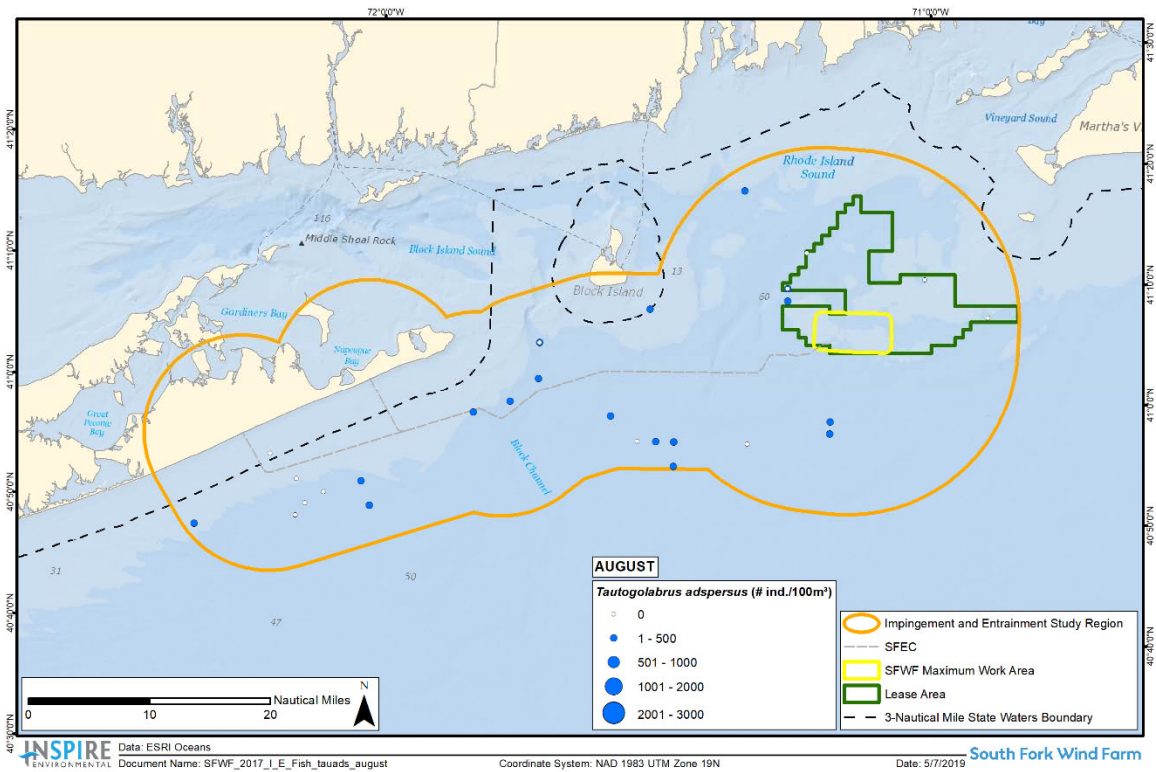 72°0'0"W
71°0'0"W
41°30'0"N
41°20'0"N
41°20'0"N
41°10'0"N
41°10'0"N
41°0'0"N
41°0'0"N
40°50'0"N
40°50'0"N
40°40'0"N
40°40'0"N
40°30'0"N
Bay
Vineyard Sound
Martha's V
Rhode Island
Sound
116
Middle Shoal Rock
Block Island Sound
13
60
Block Island
Gardiners Bay
Napeague
Bay
Great
Peconic
Bay
Block Channel
31
50
47
AUGUST
Tautogolabrus adspersus (# ind./100m³)
0
1 - 500
501 - 1000
1001 - 2000
2001 - 3000
Impingement and Entrainment Study Region
SFEC
SFWF Maximum Work Area
Lease Area
3-Nautical Mile State Waters Boundary
N
Nautical Miles
0 10 20
INSPIRE
ENVIRONMENTAL
Data: ESRI Oceans
Document Name: SFWF_2017_I_E_Fish_tauads_august
Coordinate System: NAD 1983 UTM Zone 19N
Date: 5/7/2019
South Fork Wind Farm